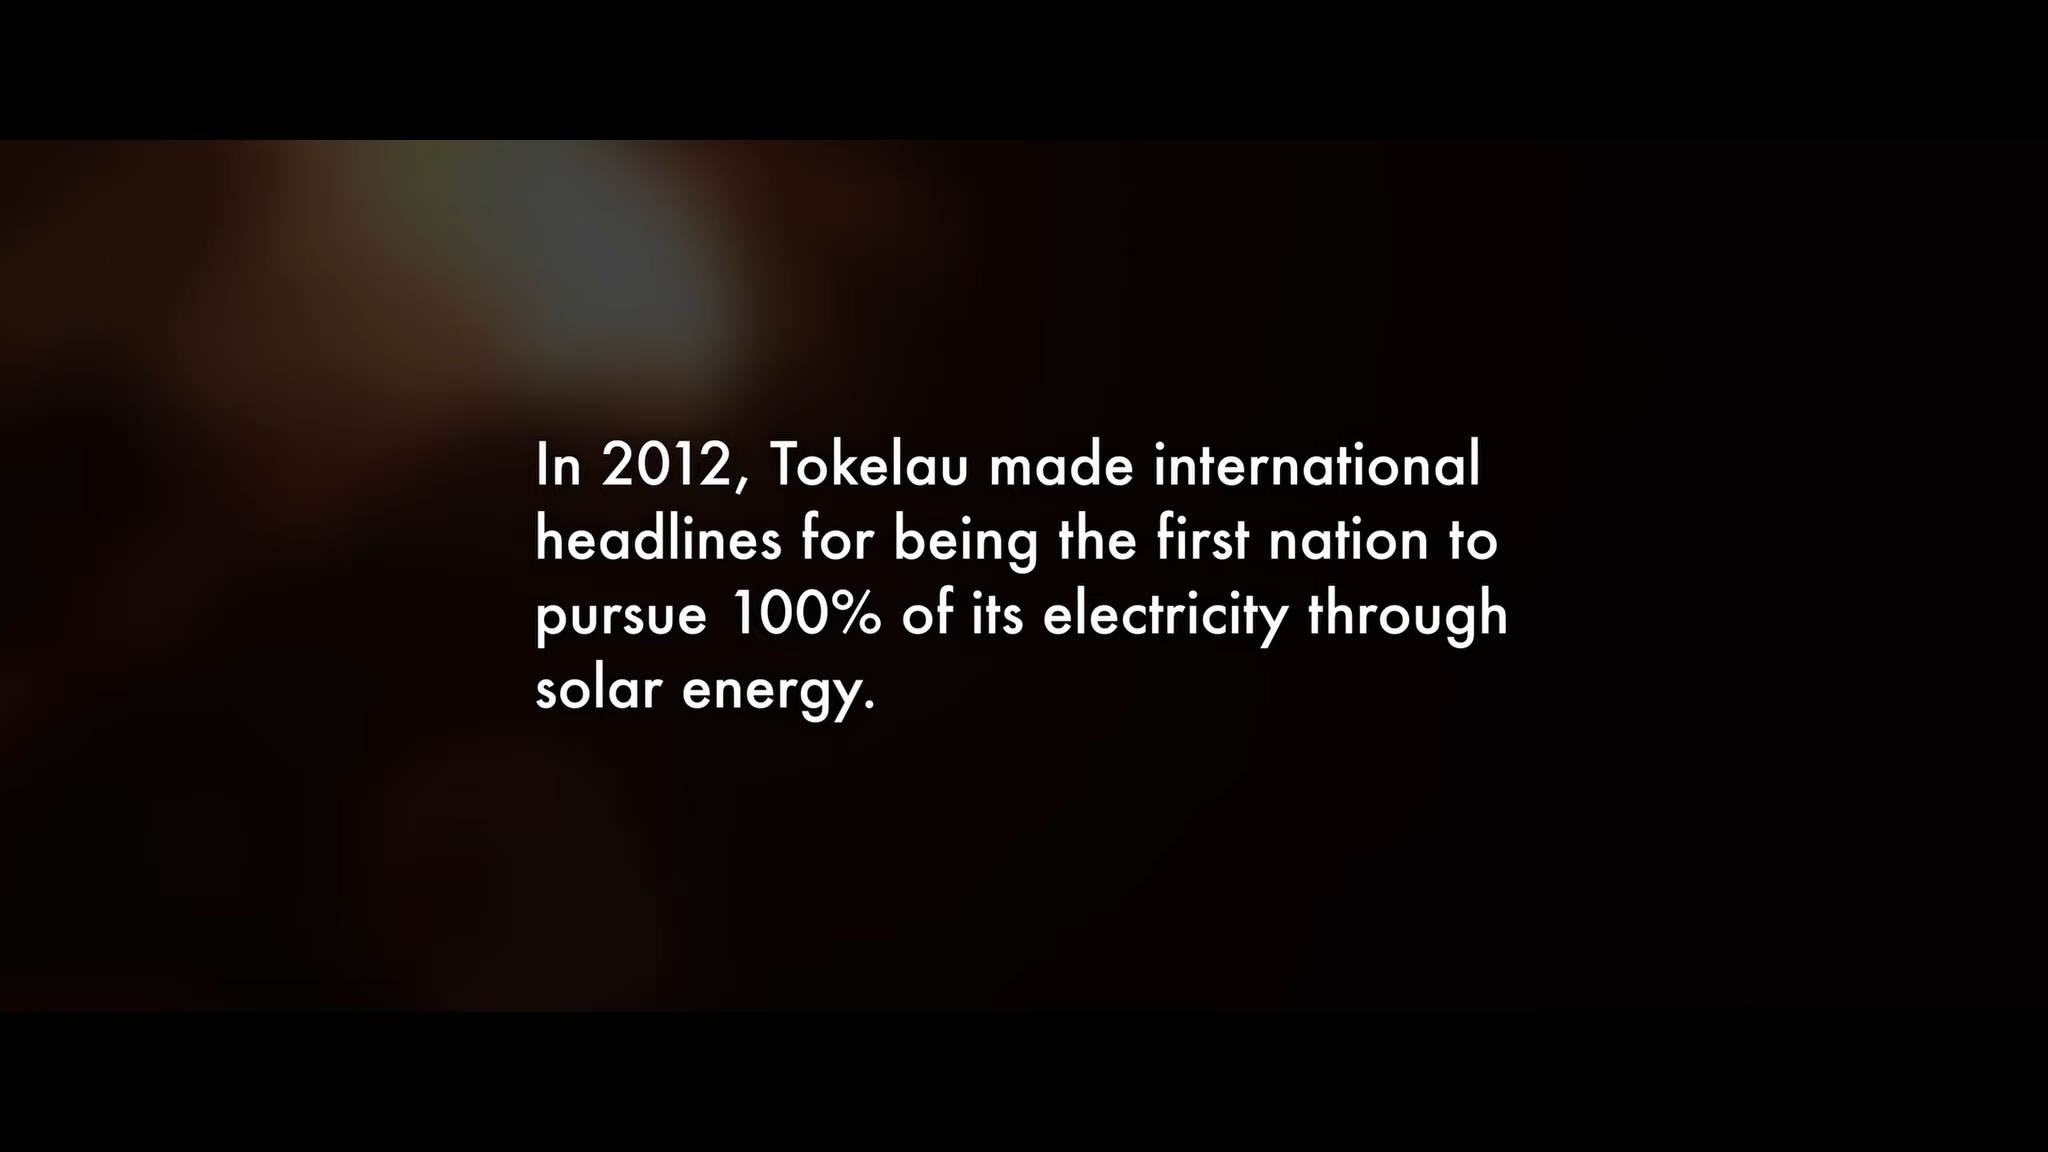 In 2012, Tokelau made international
headlines for being the first nation to
pursue 100% of its electricity through
solar energy.